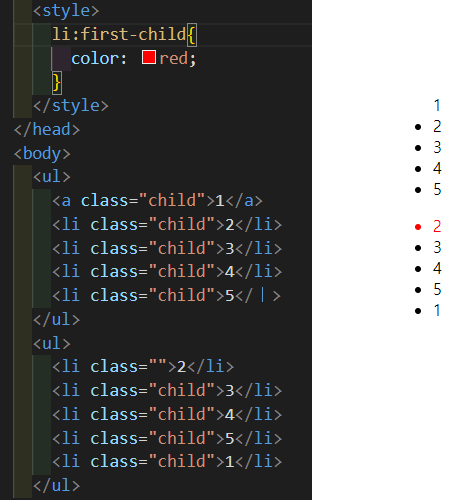 <style>
li:first-child{
color: red;
}
</style>
</head>
<body>
<ul>
<a class="child">1</a>
<li class="child">2</li>
<li class="child">3</li>
<li class="child">4</li>
<li class="child">5</ | >
</ul>
<ul>
<li class="">2</li>
<li class="child">3</li>
<li class="child">4</li>
<li class="child">5</li>
<li class="child">1</li>
</ul>
1
• 2
• 3
• 4
• 5
• 2
• 3
• 4
• 5
• 1